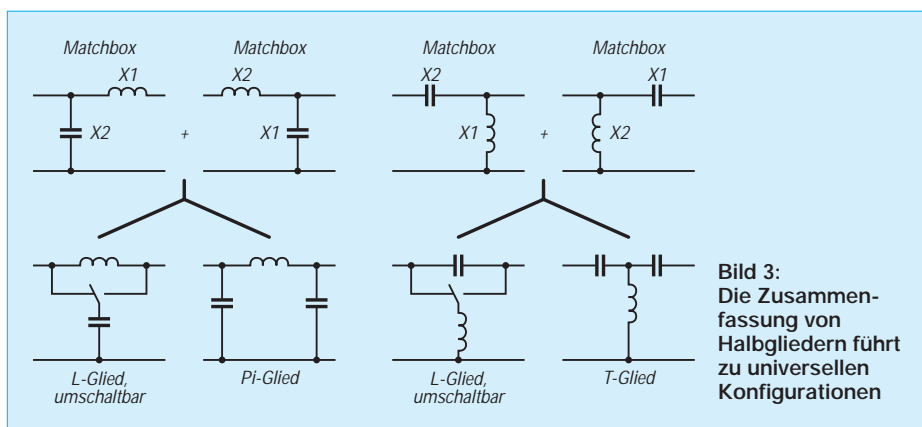 Matchbox
Matchbox
Matchbox
Matchbox
X1
X2
X2
X1
X2
+
X1
X1
+
X2
L-Glied,
umschaltbar
Pi-Glied
L-Glied,
umschaltbar
T-Glied
Bild 3:
Die Zusammen-
fassung von
Halbgliedern führt
zu universellen
Konfigurationen